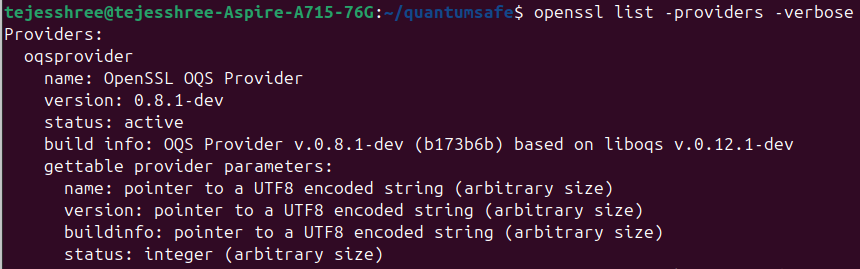 tejesshree@tejesshree-Aspire-A715-76G:~/quantumsafe$ openssl list -providers -verbose
Providers:
  oqsprovider
    name: OpenSSL OQS Provider
    version: 0.8.1-dev
    status: active
    build info: OQS Provider v.0.8.1-dev (b173b6b) based on liboqs v.0.12.1-dev
    gettable provider parameters:
      name: pointer to a UTF8 encoded string (arbitrary size)
      version: pointer to a UTF8 encoded string (arbitrary size)
      buildinfo: pointer to a UTF8 encoded string (arbitrary size)
      status: integer (arbitrary size)